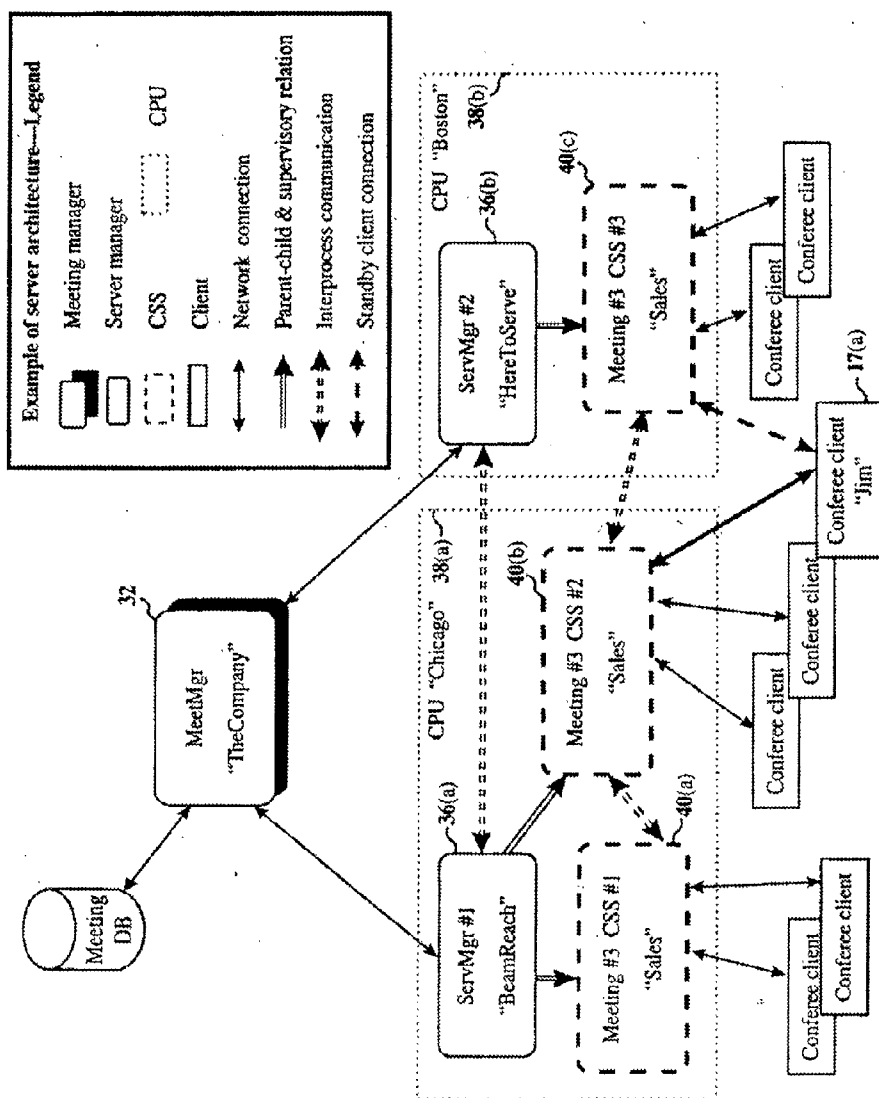 Example of server architecture—Legend
Meeting manager
Server manager
CSS
CPU
Client
Network connection
Parent-child & supervisory relation
Interprocess communication
Standby client connection
Meeting
DB
32
MeetMgr
“TheCompany”
CPU “Chicago”
38(a)
36(a)
ServMgr #1
“BeamReach”
40(a)
Meeting #3 CSS #1
“Sales”
40(b)
Meeting #3 CSS #2
“Sales”
CPU “Boston”
38(b)
36(b)
ServMgr #2
“HereToServe”
40(c)
Meeting #3 CSS #3
“Sales”
Conferee client
Conferee client
Conferee client
Conferee client
Conferee client
“Jim”
17(a)
Conferee client
Conferee client